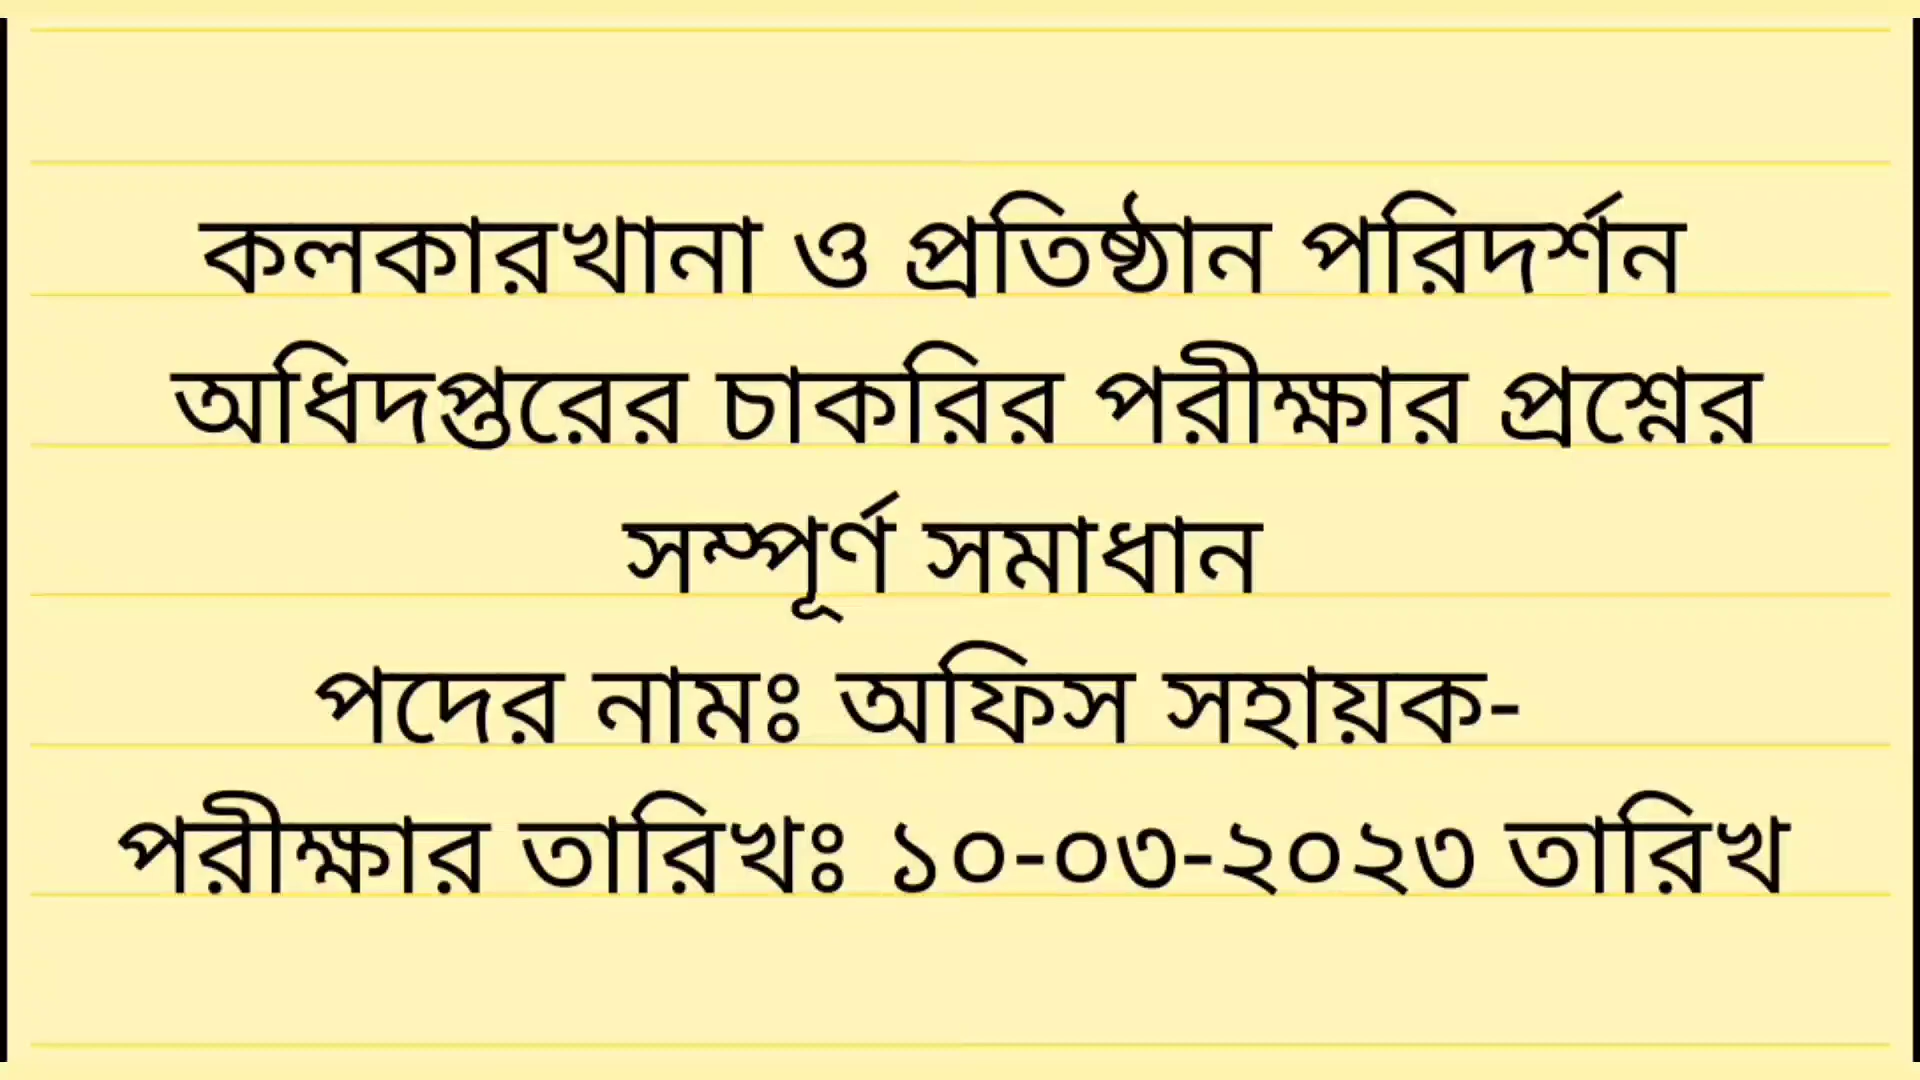 কলকারখানা ও প্রতিষ্ঠান পরিদর্শন
অধিদপ্তরের চাকরির পরীক্ষার প্রশ্নের
সম্পূর্ণ সমাধান
পদের নামঃ অফিস সহায়ক-
পরীক্ষার তারিখঃ ১০-০৩-২০২৩ তারিখ